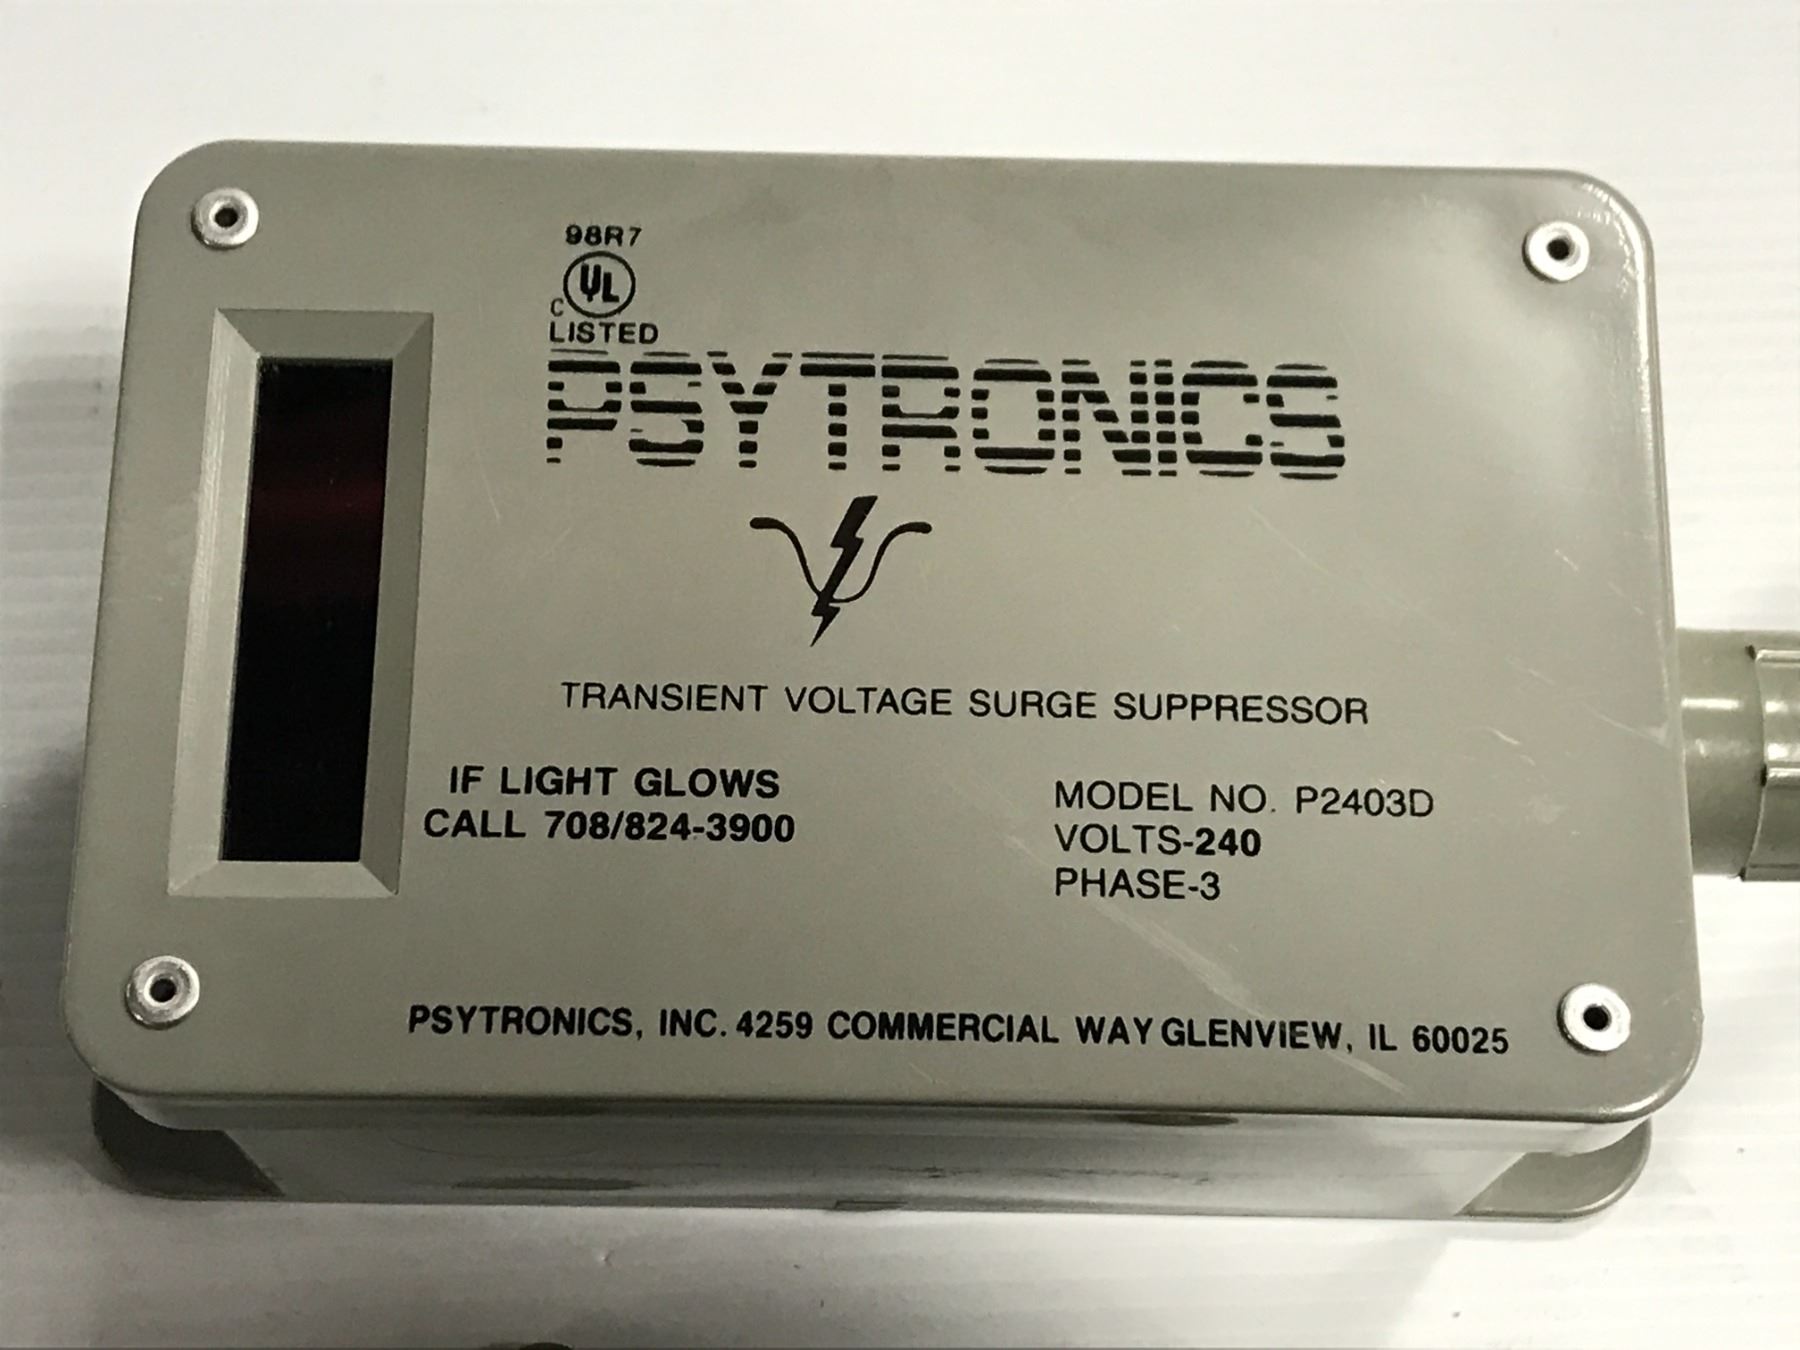 98R7
UL
C
LISTED
PSYTRONICS
TRANSIENT VOLTAGE SURGE SUPPRESSOR
IF LIGHT GLOWS
CALL 708/824-3900
MODEL NO. P2403D
VOLTS-240
PHASE-3
PSYTRONICS, INC. 4259 COMMERCIAL WAY GLENVIEW, IL 60025